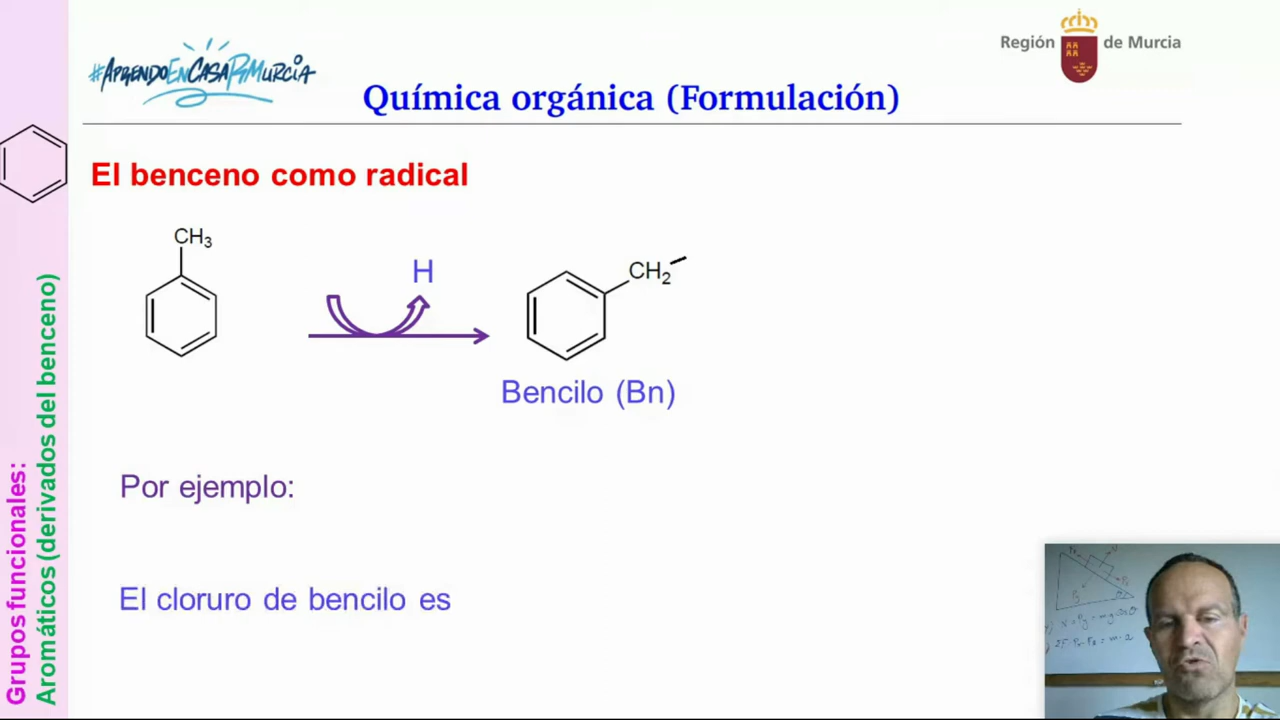 #AprendoEnCasaRMurcia
Región de Murcia
Química orgánica (Formulación)
El benceno como radical
CH3
H
CH2
Bencilo (Bn)
Por ejemplo:
El cloruro de bencilo es
Grupos funcionales:
Aromáticos (derivados del benceno)